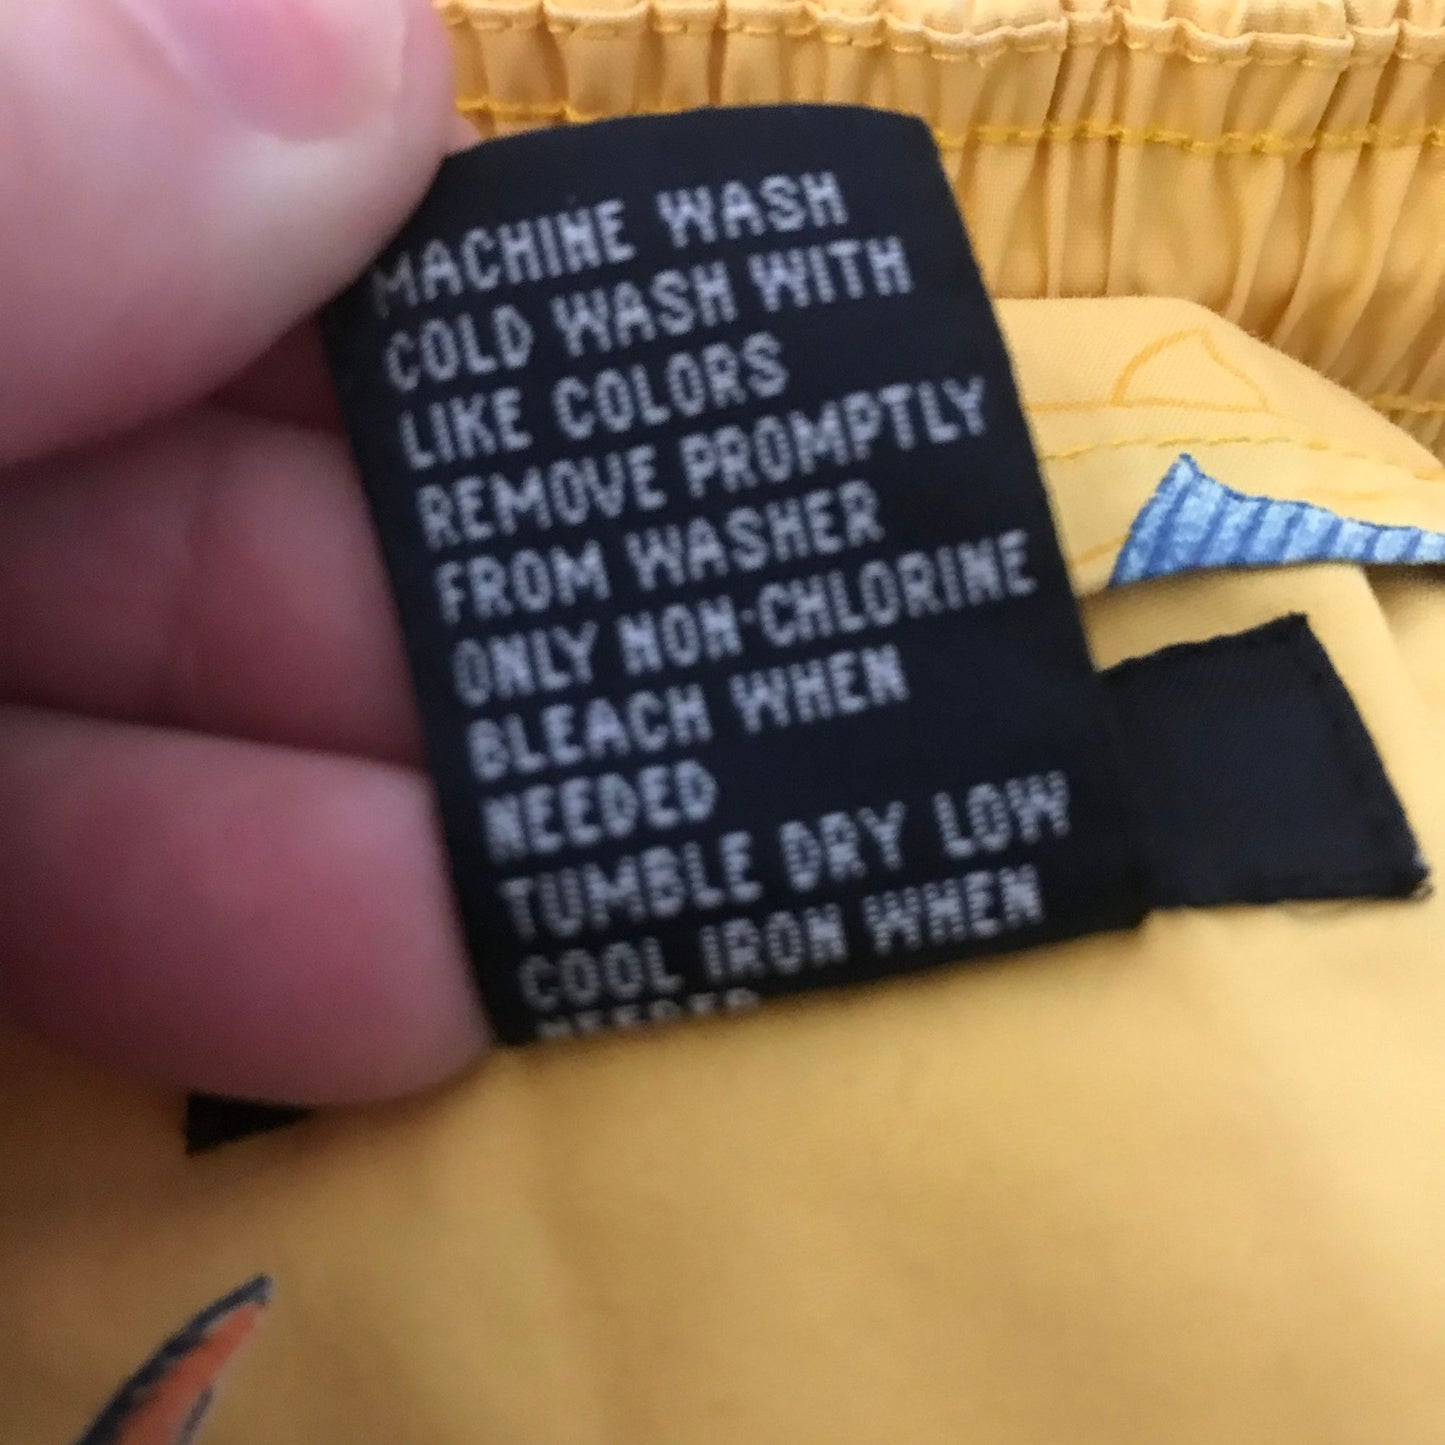 MACHINE WASH
COLD WASH WITH
LIKE COLORS
REMOVE PROMPTLY
FROM WASHER
ONLY NON-CHLORINE
BLEACH WHEN
NEEDED
TUMBLE DRY LOW
COOL IRON WHEN
NEEDED